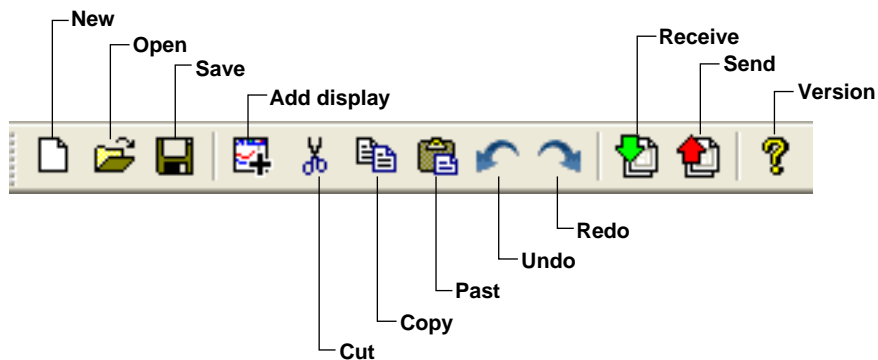 New
Open
Save
Add display
Receive
Send
Version
Redo
Undo
Past
Copy
Cut